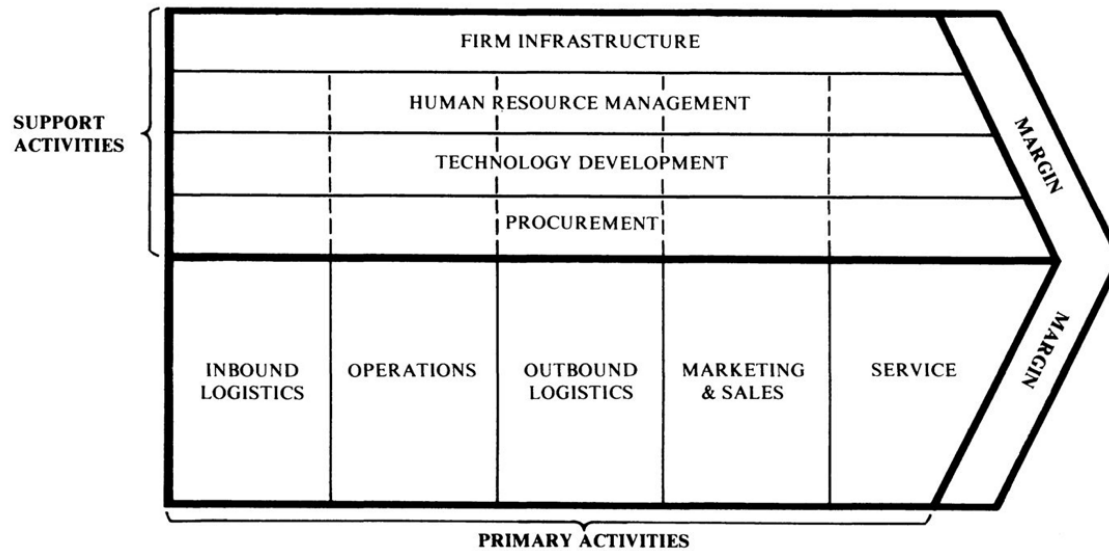 FIRM INFRASTRUCTURE
HUMAN RESOURCE MANAGEMENT
SUPPORT
ACTIVITIES
TECHNOLOGY DEVELOPMENT
PROCUREMENT
MARGIN
MARGIN
INBOUND
LOGISTICS
OPERATIONS
OUTBOUND
LOGISTICS
MARKETING
& SALES
SERVICE
PRIMARY ACTIVITIES